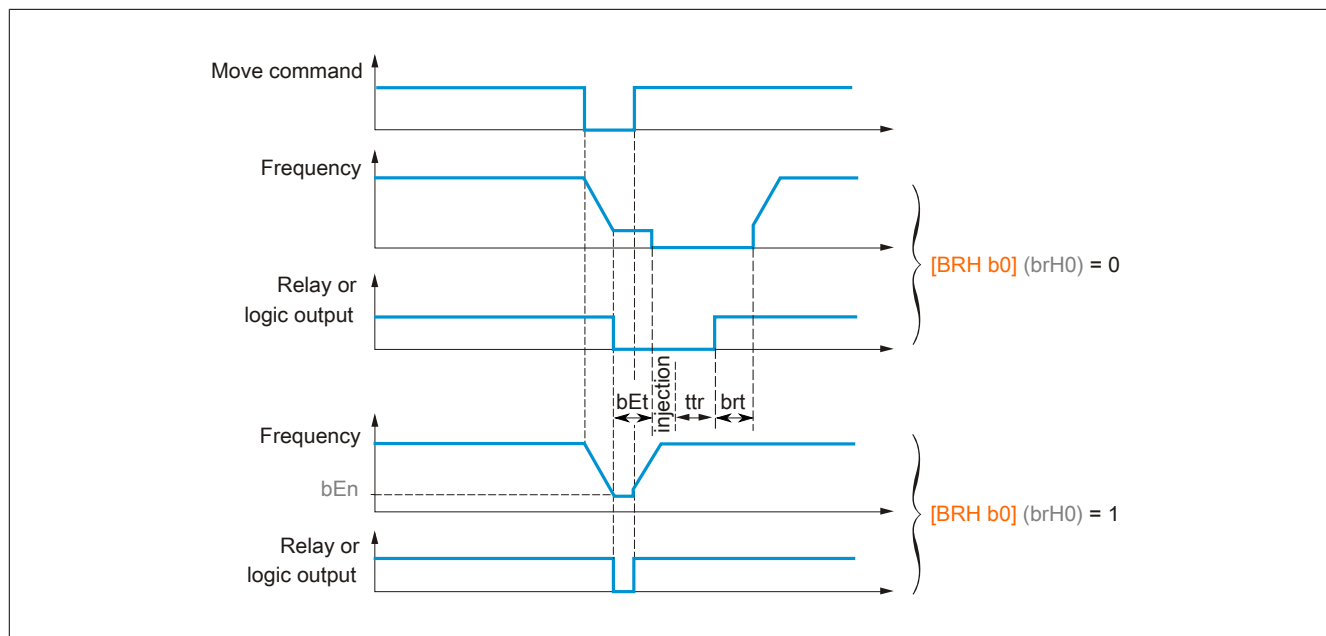 Move command
Frequency
[BRH b0] (brH0) = 0
Relay or
logic output
bEt
injection
ttr
brt
Frequency
bEn
[BRH b0] (brH0) = 1
Relay or
logic output